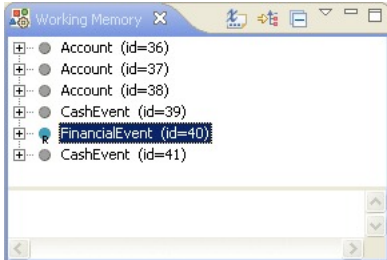 Working Memory
Account (id=36)
Account (id=37)
Account (id=38)
CashEvent (id=39)
R FinancialEvent (id=40)
CashEvent (id=41)